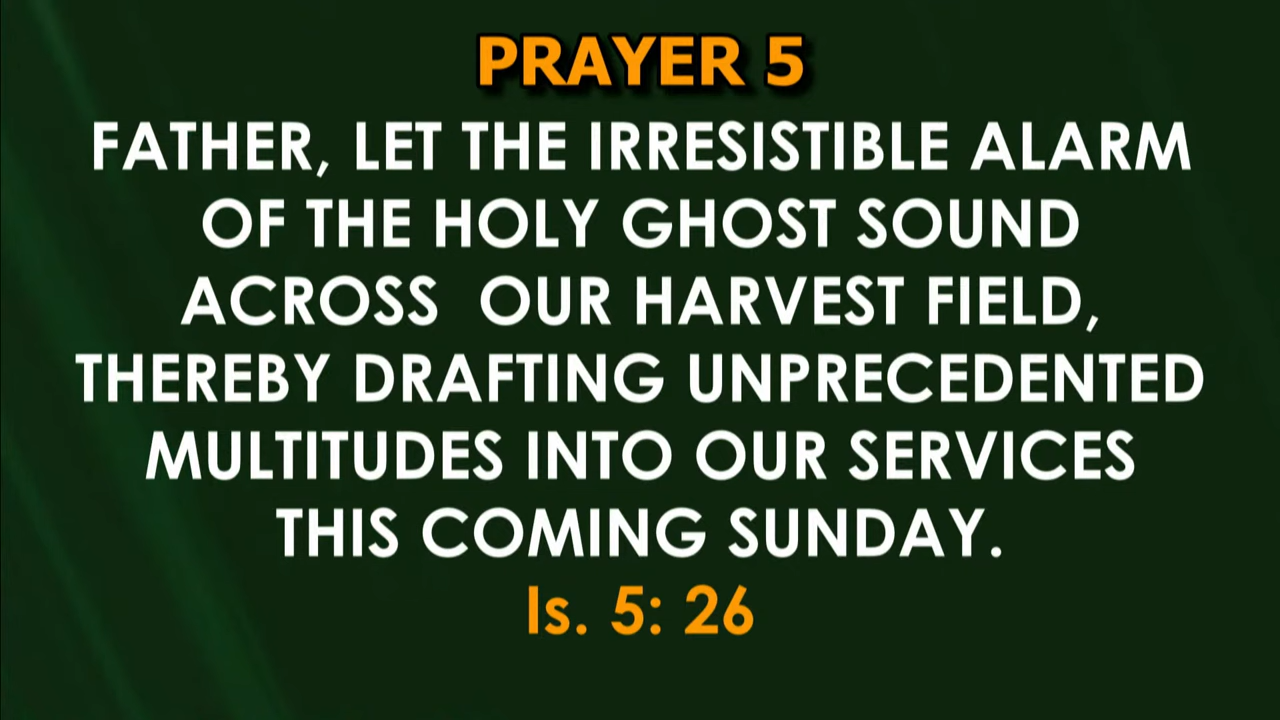 PRAYER 5
FATHER, LET THE IRRESISTIBLE ALARM
OF THE HOLY GHOST SOUND
ACROSS  OUR HARVEST FIELD,
THEREBY DRAFTING UNPRECEDENTED
MULTITUDES INTO OUR SERVICES
THIS COMING SUNDAY.
Is. 5: 26